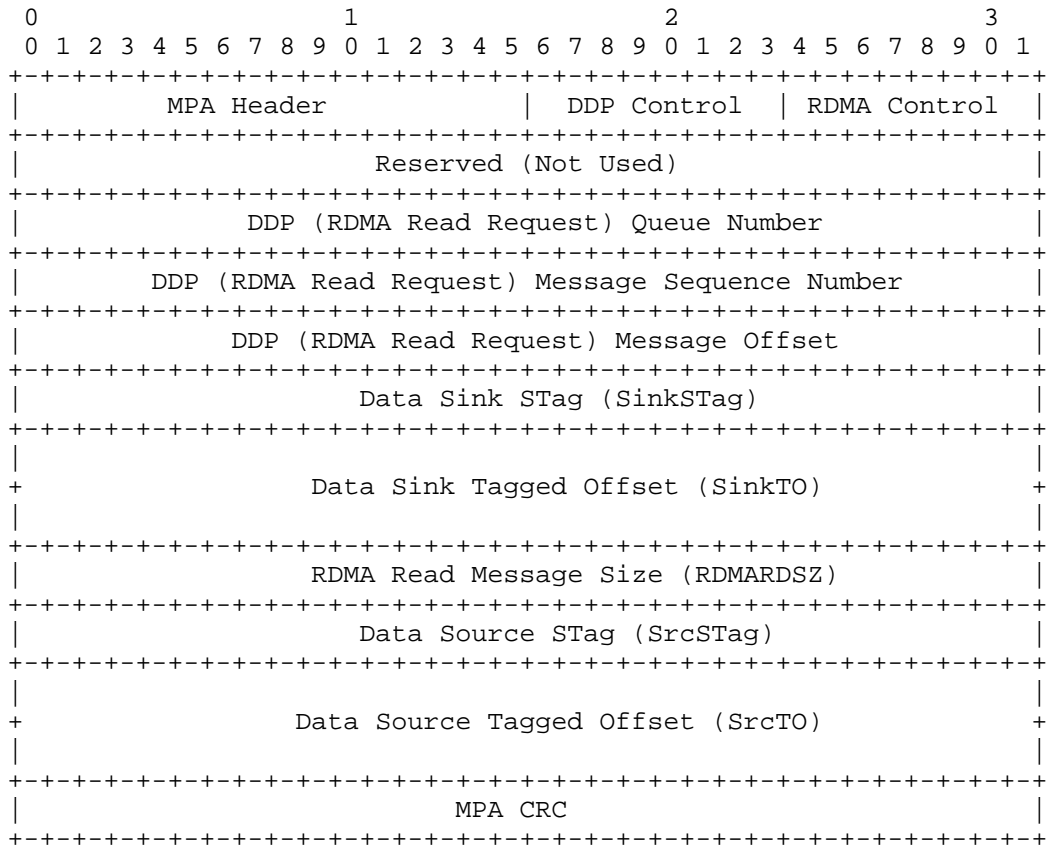 0 1 2 3
0 1 2 3 4 5 6 7 8 9 0 1 2 3 4 5 6 7 8 9 0 1 2 3 4 5 6 7 8 9 0 1
+-+-+-+-+-+-+-+-+-+-+-+-+-+-+-+-+-+-+-+-+-+-+-+-+-+-+-+-+-+-+-+-+
| MPA Header | DDP Control | RDMA Control |
+-+-+-+-+-+-+-+-+-+-+-+-+-+-+-+-+-+-+-+-+-+-+-+-+-+-+-+-+-+-+-+-+
| Reserved (Not Used) |
+-+-+-+-+-+-+-+-+-+-+-+-+-+-+-+-+-+-+-+-+-+-+-+-+-+-+-+-+-+-+-+-+
| DDP (RDMA Read Request) Queue Number |
+-+-+-+-+-+-+-+-+-+-+-+-+-+-+-+-+-+-+-+-+-+-+-+-+-+-+-+-+-+-+-+-+
| DDP (RDMA Read Request) Message Sequence Number |
+-+-+-+-+-+-+-+-+-+-+-+-+-+-+-+-+-+-+-+-+-+-+-+-+-+-+-+-+-+-+-+-+
| DDP (RDMA Read Request) Message Offset |
+-+-+-+-+-+-+-+-+-+-+-+-+-+-+-+-+-+-+-+-+-+-+-+-+-+-+-+-+-+-+-+-+
| Data Sink STag (SinkSTag) |
+-+-+-+-+-+-+-+-+-+-+-+-+-+-+-+-+-+-+-+-+-+-+-+-+-+-+-+-+-+-+-+-+
| |
+ Data Sink Tagged Offset (SinkTO) +
| |
+-+-+-+-+-+-+-+-+-+-+-+-+-+-+-+-+-+-+-+-+-+-+-+-+-+-+-+-+-+-+-+-+
| RDMA Read Message Size (RDMARDSZ) |
+-+-+-+-+-+-+-+-+-+-+-+-+-+-+-+-+-+-+-+-+-+-+-+-+-+-+-+-+-+-+-+-+
| Data Source STag (SrcSTag) |
+-+-+-+-+-+-+-+-+-+-+-+-+-+-+-+-+-+-+-+-+-+-+-+-+-+-+-+-+-+-+-+-+
| |
+ Data Source Tagged Offset (SrcTO) +
| |
+-+-+-+-+-+-+-+-+-+-+-+-+-+-+-+-+-+-+-+-+-+-+-+-+-+-+-+-+-+-+-+-+
| MPA CRC |
+-+-+-+-+-+-+-+-+-+-+-+-+-+-+-+-+-+-+-+-+-+-+-+-+-+-+-+-+-+-+-+-+